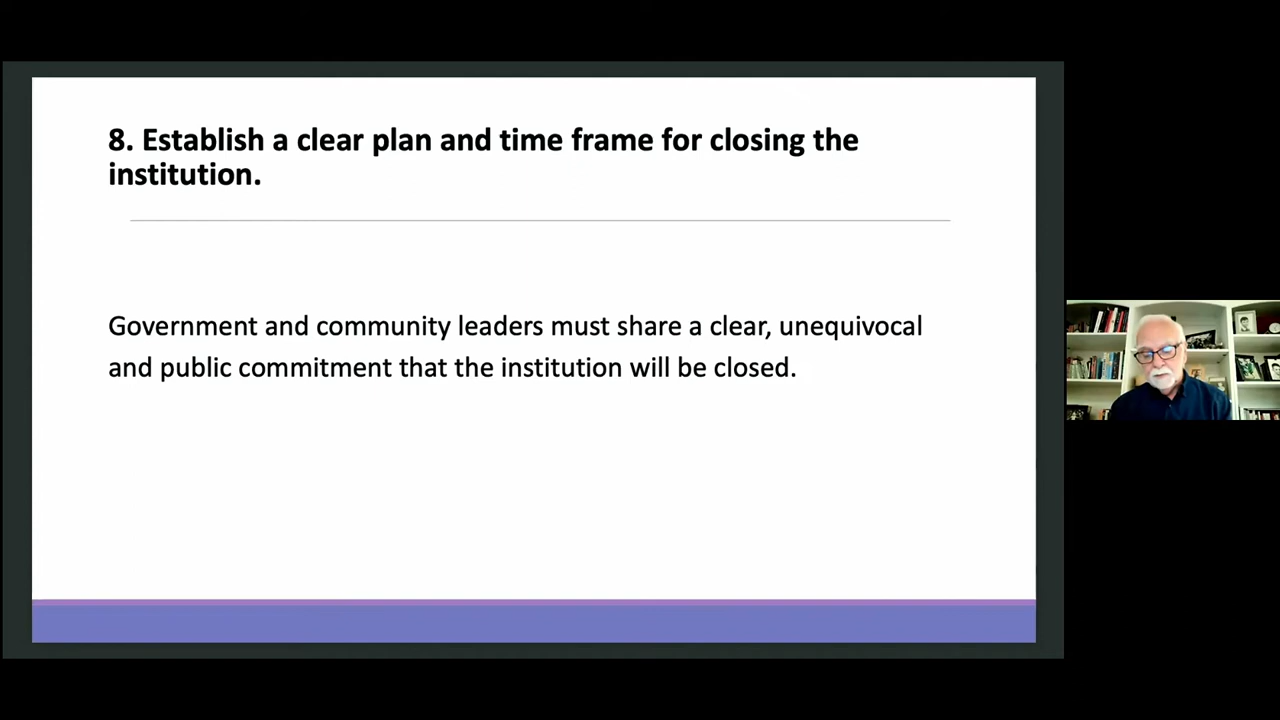 8. Establish a clear plan and time frame for closing the
institution.
Government and community leaders must share a clear, unequivocal
and public commitment that the institution will be closed.